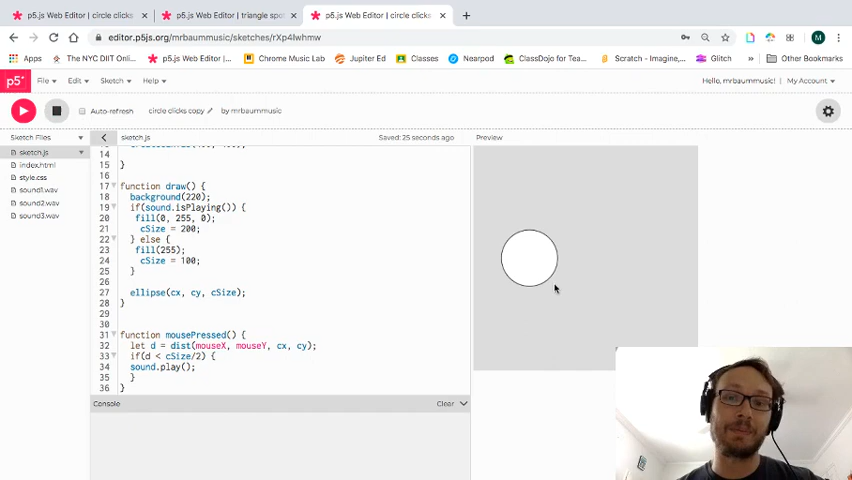 p5.js Web Editor | circle clicks
p5.js Web Editor | triangle spo
p5.js Web Editor | circle clicks
editor.p5js.org/mrbaummusic/sketches/rXp4lwhmw
M
Apps
The NYC DIIT Onl...
p5.js Web Editor |...
Chrome Music Lab
Jupiter Ed
Classes
Nearpod
ClassDojo for Tea...
Scratch - Imagine,...
Glitch
»
Other Bookmarks
p5*
File
Edit
Sketch
Help
Hello, mrbaummusic!
My Account
Auto-refresh
circle clicks copy
by mrbaummusic
Sketch Files
sketch.js
Saved: 25 seconds ago
Preview
sketch.js
index.html
style.css
sound1.wav
sound2.wav
sound3.wav
14
15 }
16
17 function draw() {
18 background(220);
19 if(sound.isPlaying()) {
20 fill(0, 255, 0);
21 cSize = 200;
22 } else {
23 fill(255);
24 cSize = 100;
25 }
26
27 ellipse(cx, cy, cSize);
28 }
29
30
31 function mousePressed() {
32 let d = dist(mouseX, mouseY, cx, cy);
33 if(d < cSize/2) {
34 sound.play();
35 }
36 }
Console
Clear